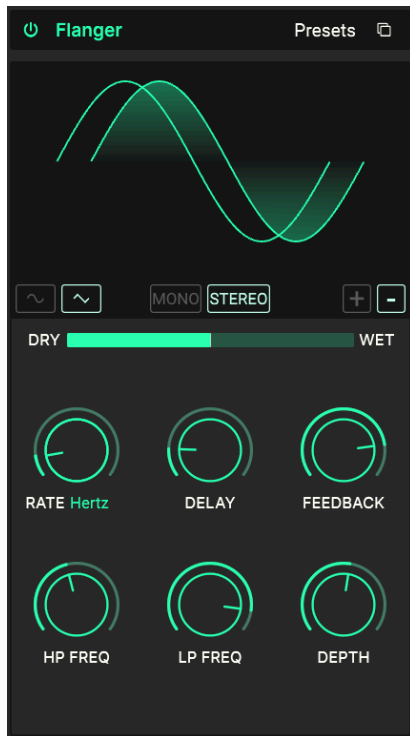 Flanger Presets
MONO STEREO + -
DRY WET
RATE Hertz DELAY FEEDBACK
HP FREQ LP FREQ DEPTH